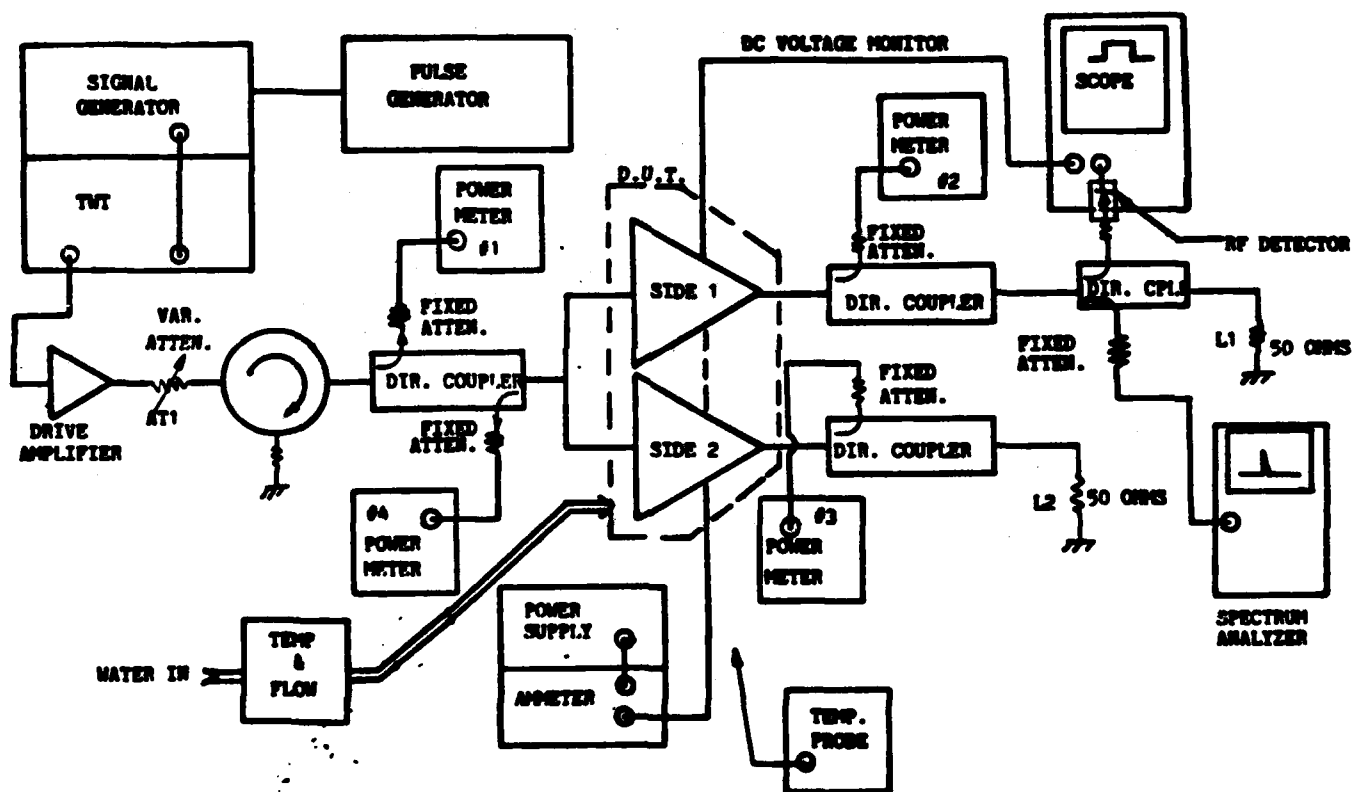 SIGNAL
GENERATOR
TWT
PULSE
GENERATOR
DC VOLTAGE MONITOR
SCOPE
POWER
METER
#1
POWER
METER
#2
D.U.T.
RF DETECTOR
VAR.
ATTEN.
AT1
DRIVE
AMPLIFIER
FIXED
ATTEN.
DIR. COUPLER
FIXED
ATTEN.
SIDE 1
SIDE 2
FIXED
ATTEN.
DIR. COUPLER
DIR. CPLR
FIXED
ATTEN.
L1
50 OHMS
FIXED
ATTEN.
DIR. COUPLER
L2
50 OHMS
#3
POWER
METER
#4
POWER
METER
SPECTRUM
ANALYZER
WATER IN
TEMP
&
FLOW
POWER
SUPPLY
AMMETER
TEMP.
PROBE